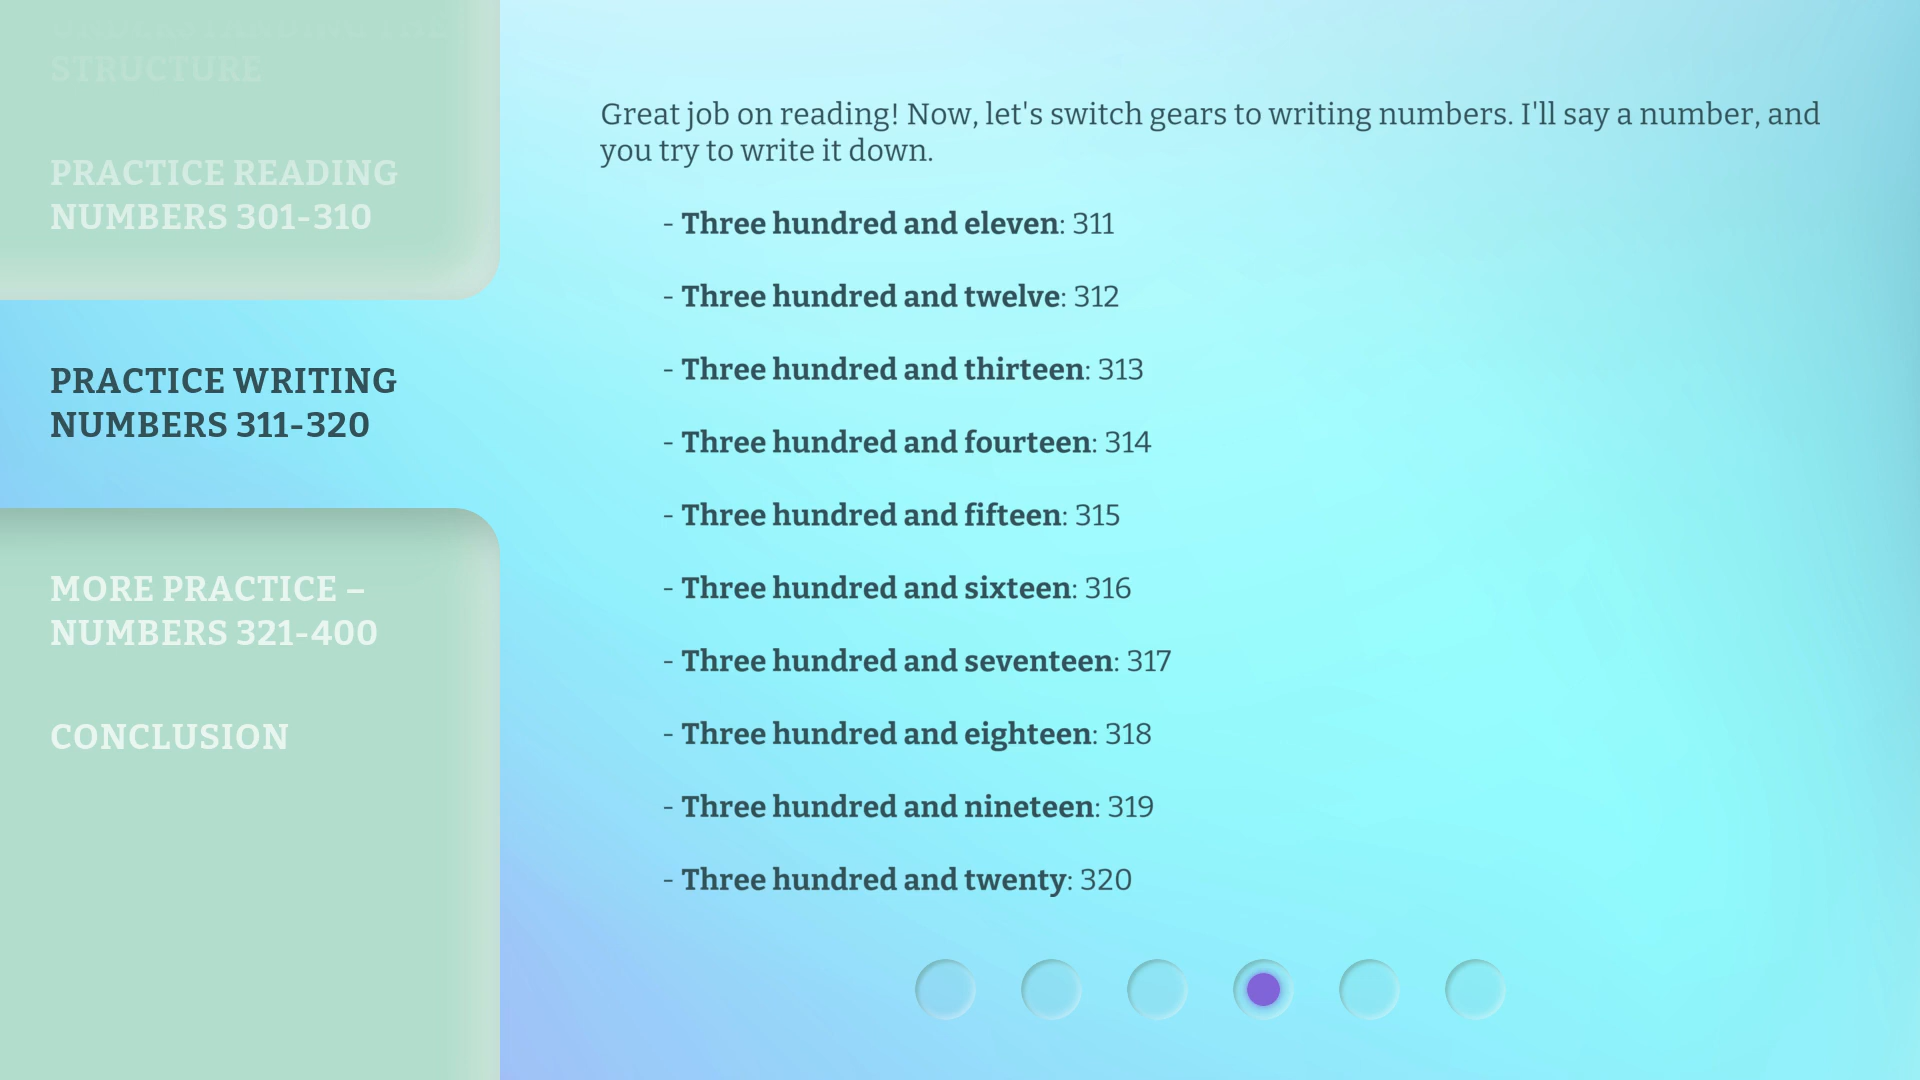 STRUCTURE
PRACTICE READING
NUMBERS 301-310
PRACTICE WRITING
NUMBERS 311-320
MORE PRACTICE –
NUMBERS 321-400
CONCLUSION
Great job on reading! Now, let's switch gears to writing numbers. I'll say a number, and
you try to write it down.
- Three hundred and eleven: 311
- Three hundred and twelve: 312
- Three hundred and thirteen: 313
- Three hundred and fourteen: 314
- Three hundred and fifteen: 315
- Three hundred and sixteen: 316
- Three hundred and seventeen: 317
- Three hundred and eighteen: 318
- Three hundred and nineteen: 319
- Three hundred and twenty: 320